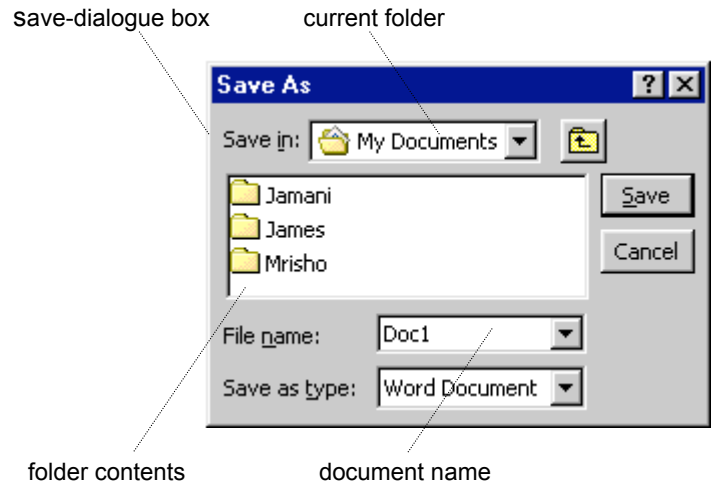 save-dialogue box current folder
Save As
Save in: My Documents
Jamani
James
Mrisho
Save
Cancel
File name: Doc1
Save as type: Word Document
folder contents document name